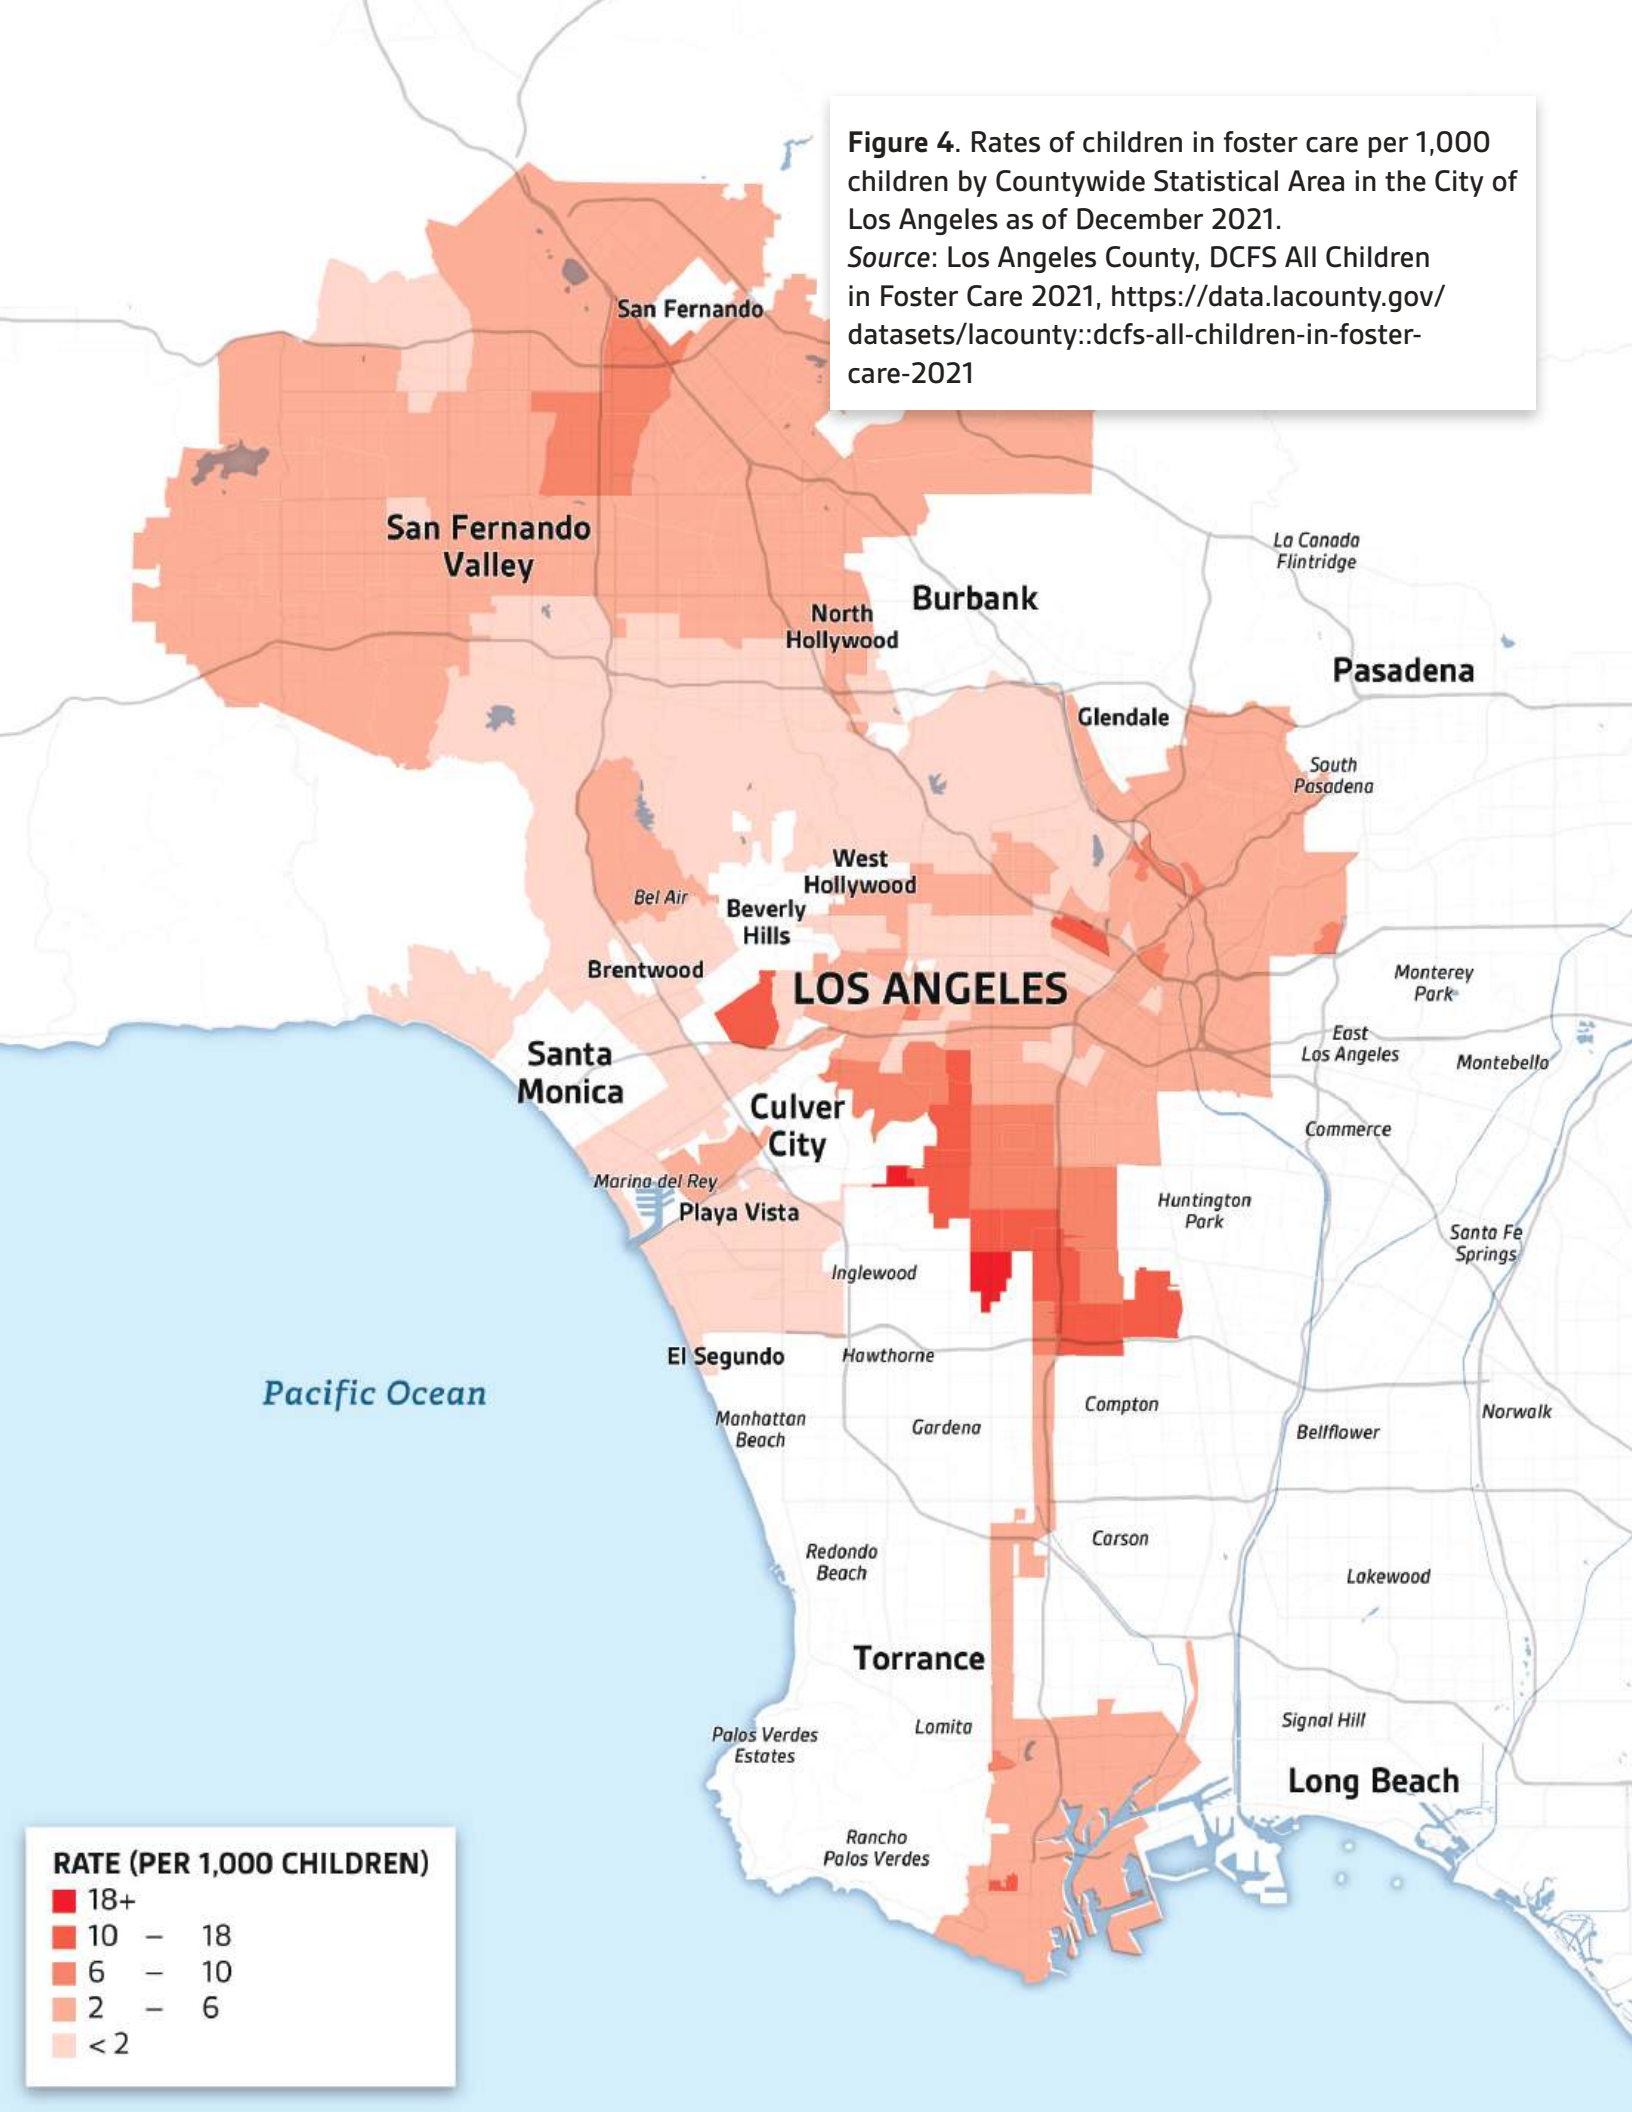 Figure 4. Rates of children in foster care per 1,000
children by Countywide Statistical Area in the City of
Los Angeles as of December 2021.
Source: Los Angeles County, DCFS All Children
in Foster Care 2021, https://data.lacounty.gov/
datasets/lacounty::dcfs-all-children-in-foster-
care-2021
San Fernando
San Fernando
Valley
La Canada
Flintridge
Burbank
North
Hollywood
Pasadena
Glendale
South
Pasadena
West
Hollywood
Bel Air
Beverly
Hills
Brentwood
LOS ANGELES
Monterey
Park
East
Los Angeles
Montebello
Santa
Monica
Culver
City
Commerce
Marina del Rey
Playa Vista
Huntington
Park
Santa Fe
Springs
Inglewood
El Segundo
Hawthorne
Pacific Ocean
Manhattan
Beach
Gardena
Compton
Bellflower
Norwalk
Redondo
Beach
Carson
Lakewood
Torrance
Palos Verdes
Estates
Lomita
Signal Hill
Long Beach
Rancho
Palos Verdes
RATE (PER 1,000 CHILDREN)
18+
10 – 18
6 – 10
2 – 6
< 2